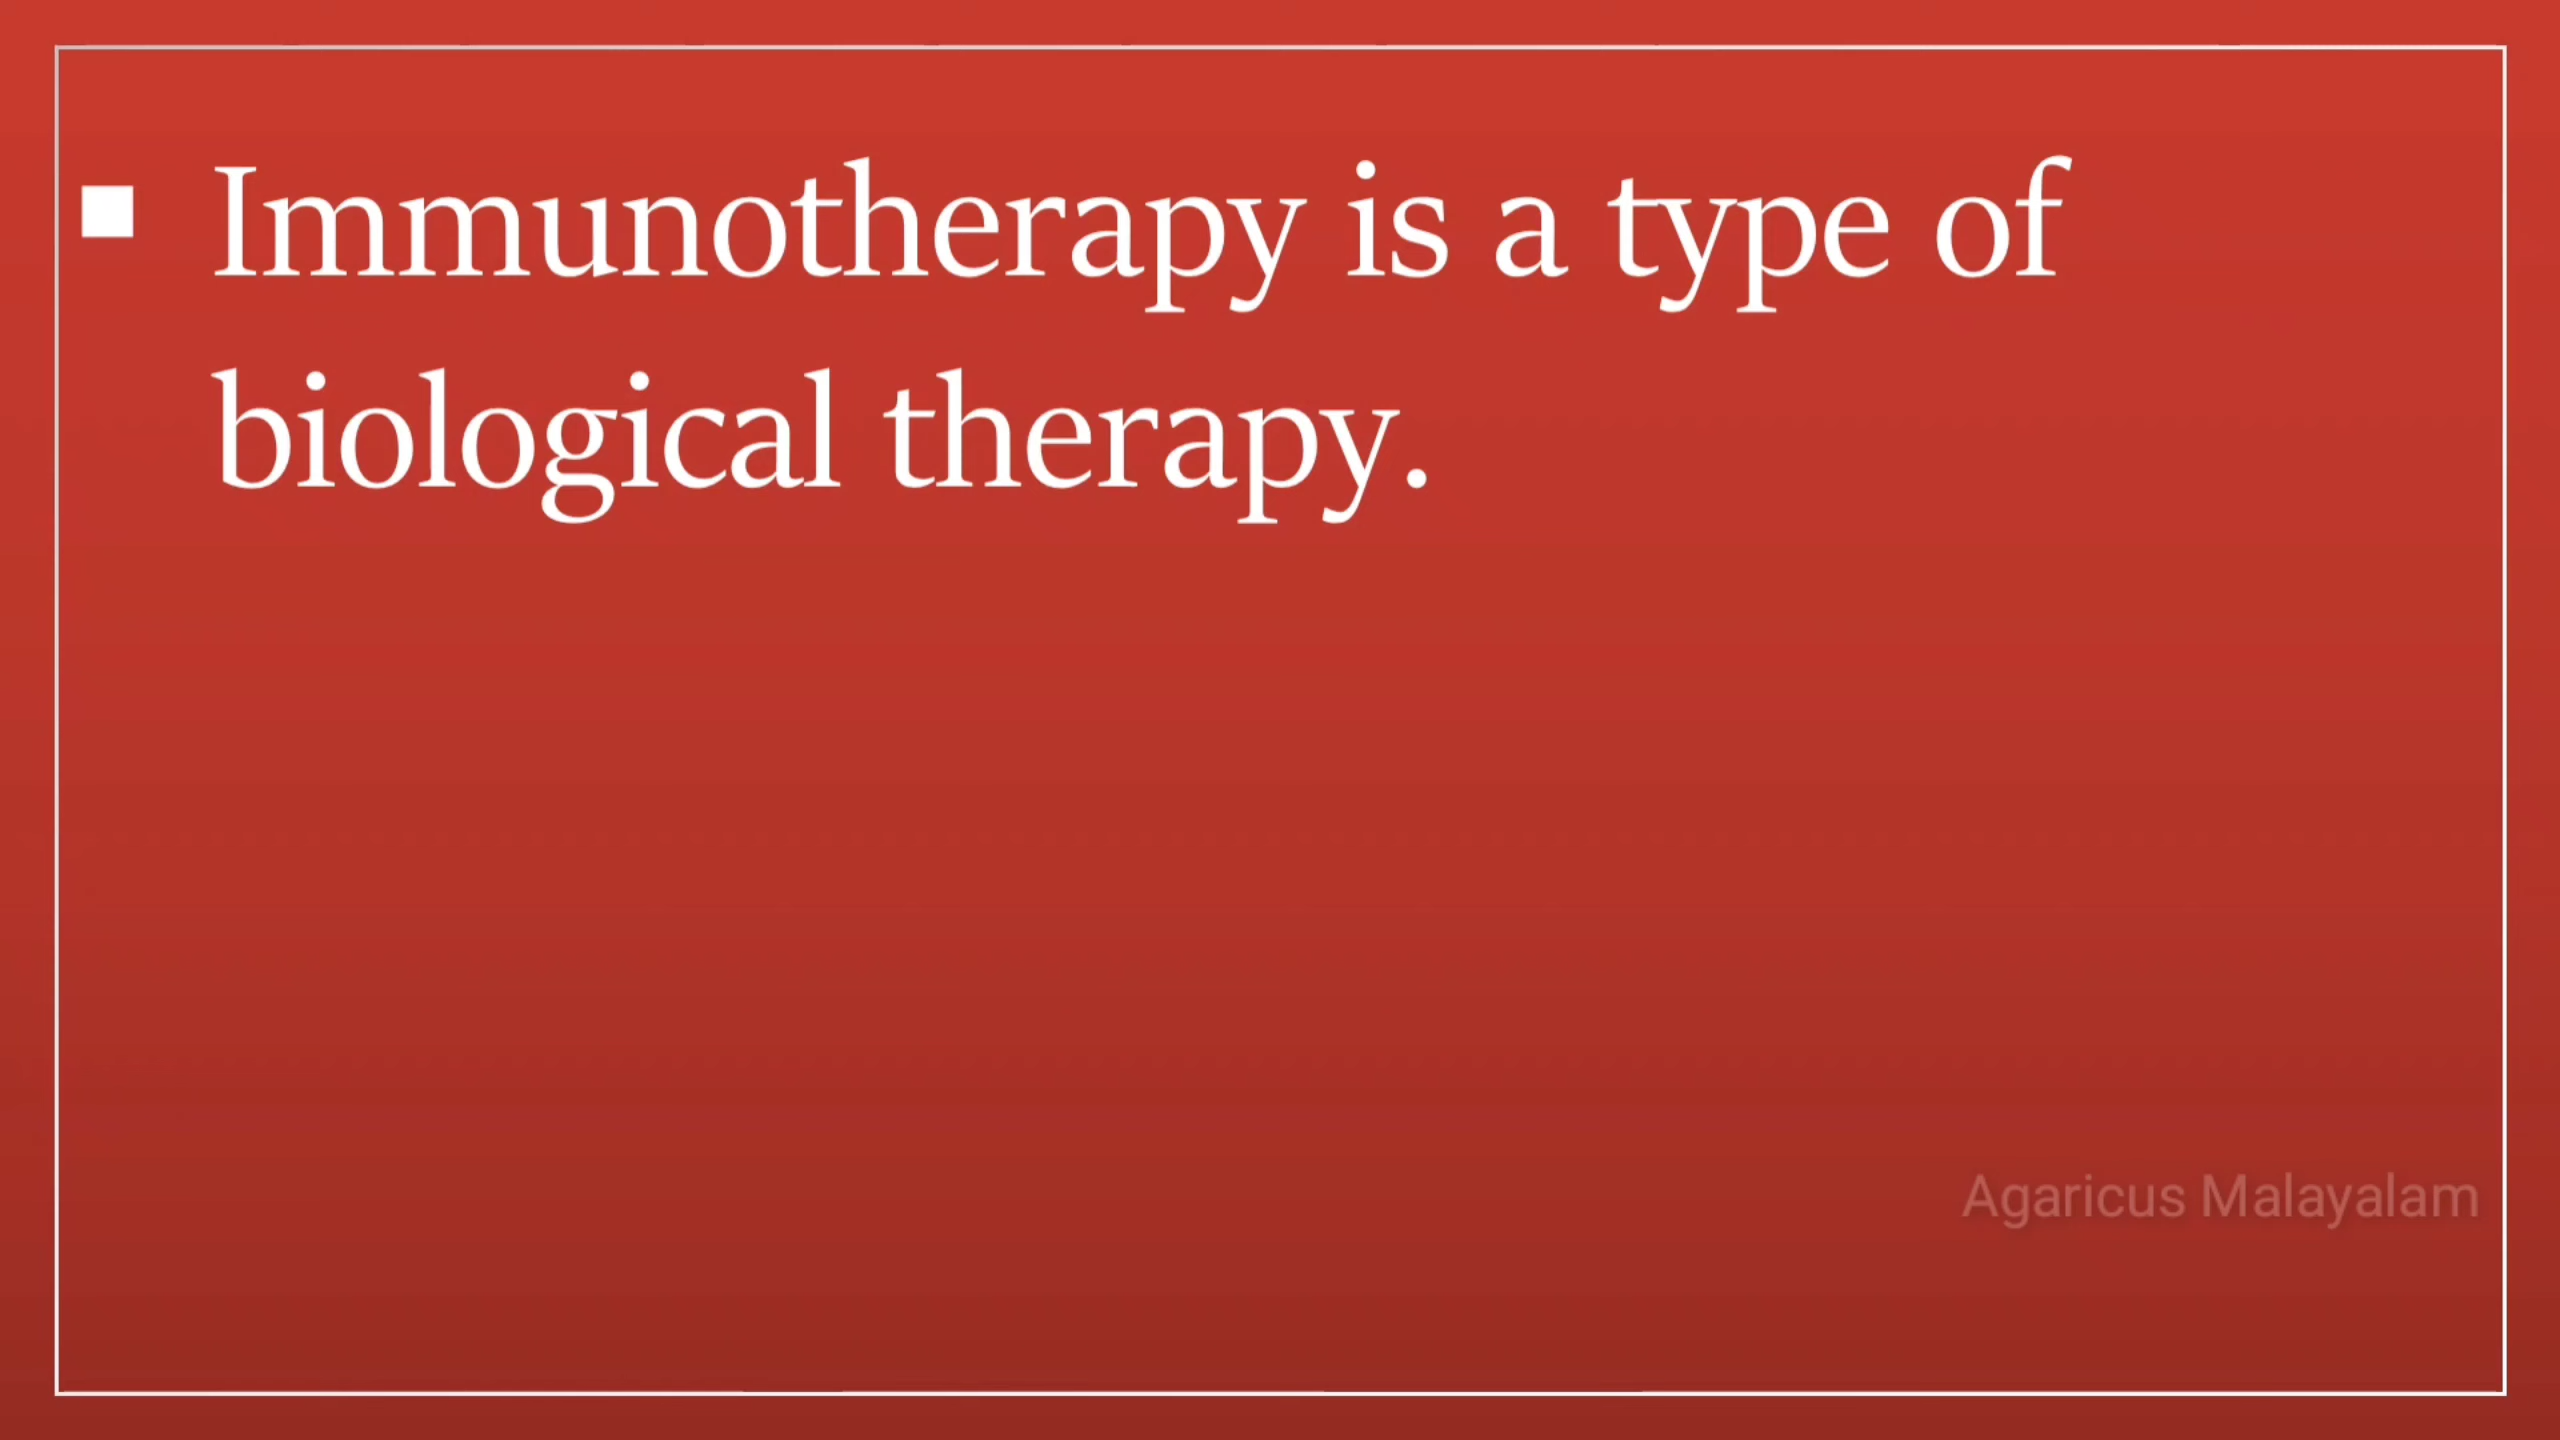 ▪ Immunotherapy is a type of
biological therapy.
Agaricus Malayalam